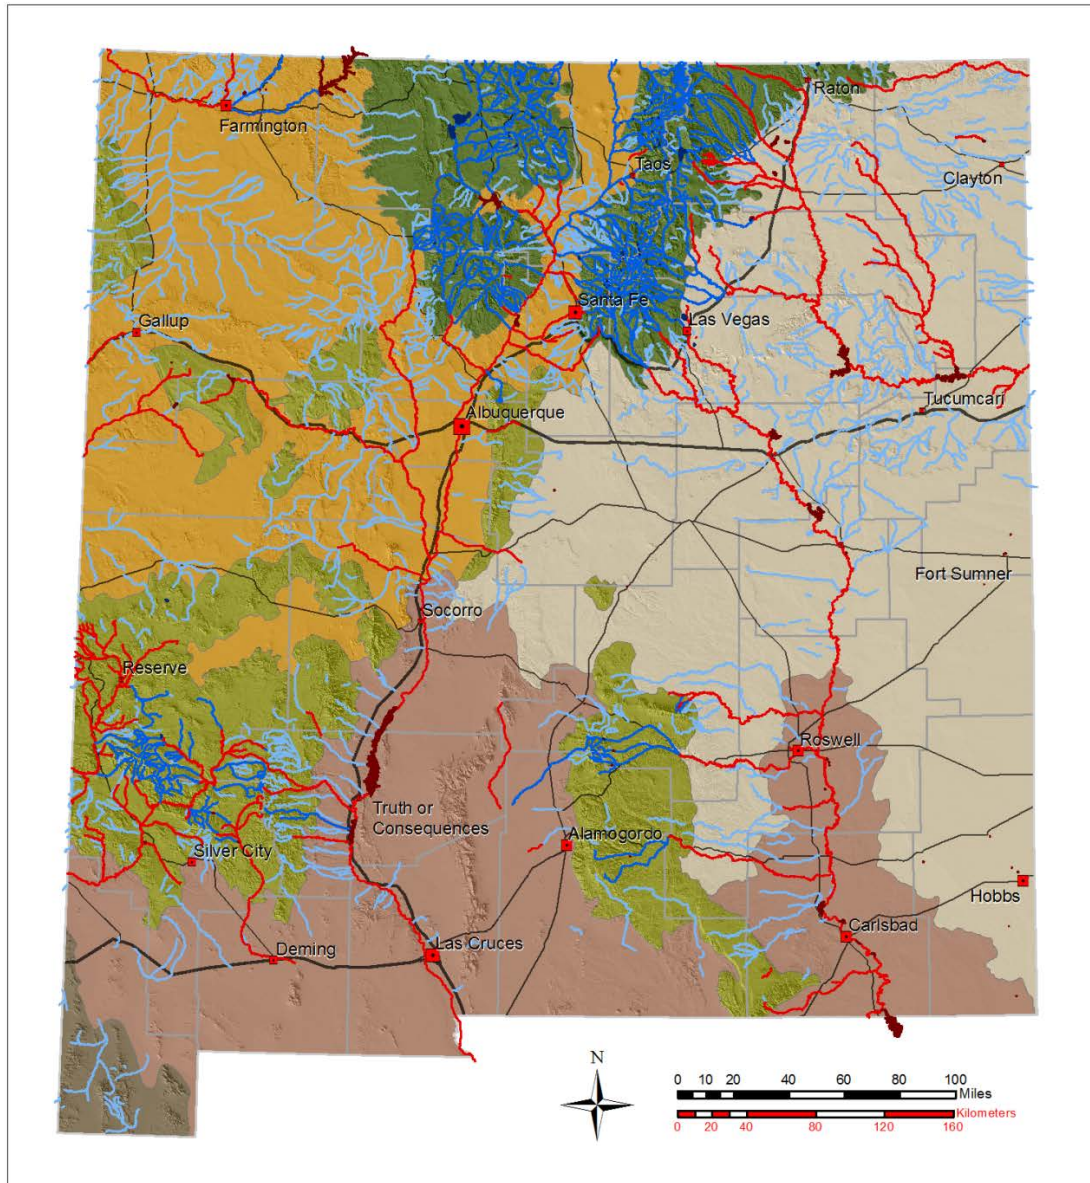 Raton
Farmington
Taos
Clayton
Santa Fe
Gallup
Las Vegas
Tucumcari
Albuquerque
Fort Sumner
Socorro
Reserve
Roswell
Truth or
Consequences
Alamogordo
Silver City
Hobbs
Carlsbad
Las Cruces
Deming
N
0 10 20 40 60 80 100
Miles
Kilometers
0 20 40 80 120 160